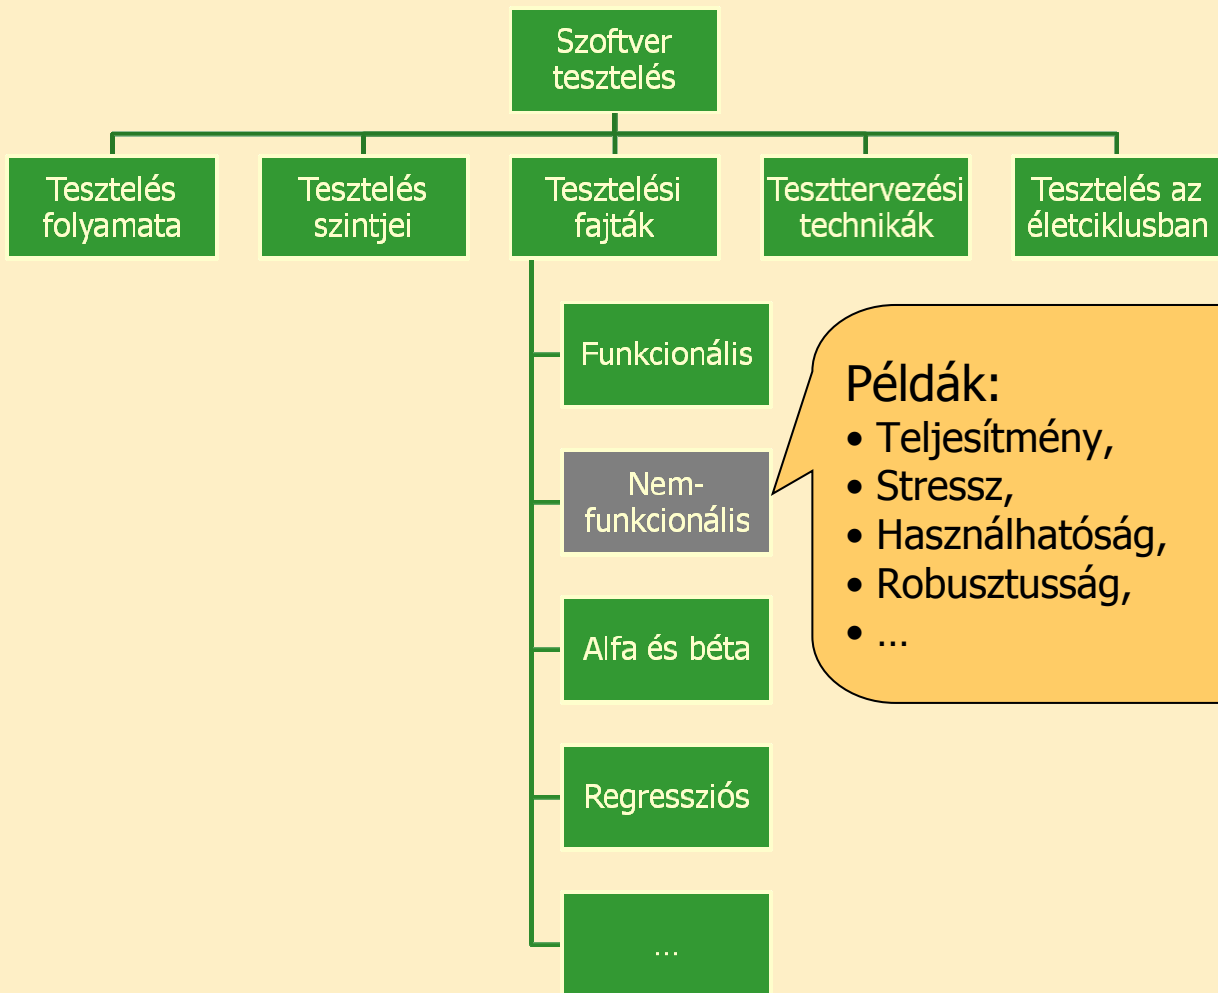 Szoftver
tesztelés
Tesztelés
folyamata
Tesztelés
szintjei
Tesztelési
fajták
Teszttervezési
technikák
Tesztelés az
életciklusban
Funkcionális
Nem-
funkcionális
Alfa és béta
Regressziós
...
Példák:
• Teljesítmény,
• Stressz,
• Használhatóság,
• Robusztusság,
• ...